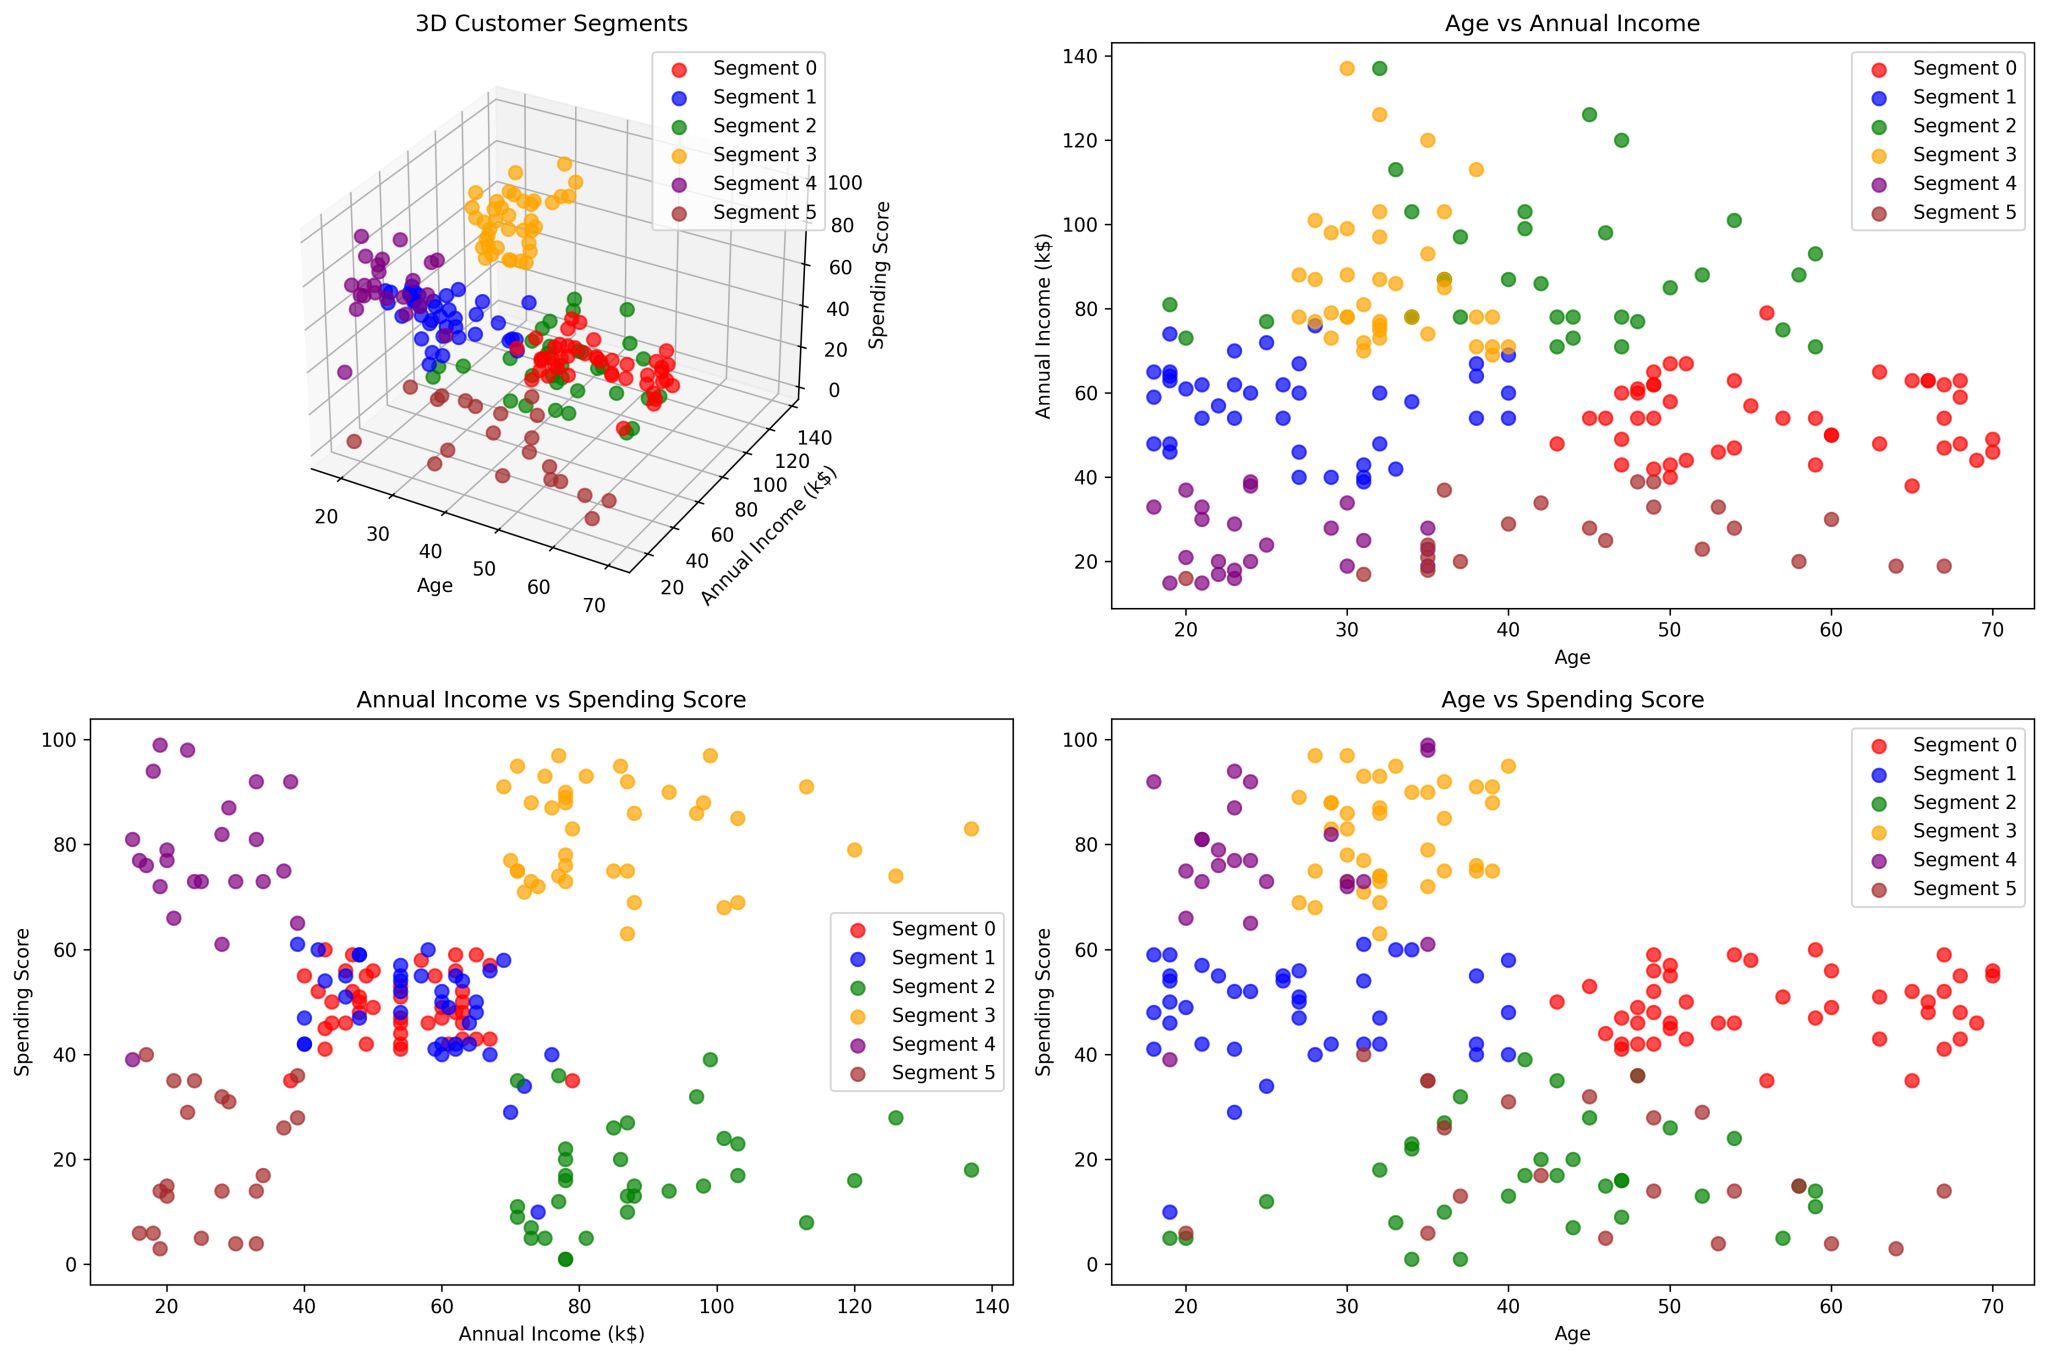 3D Customer Segments
Segment 0
Segment 1
Segment 2
Segment 3
Segment 4
Segment 5
100
80
60
40
20
0
Spending Score
140
120
100
80
60
40
20
Annual Income (k$)
20
30
40
50
60
70
Age
Age vs Annual Income
140
120
100
80
60
40
20
Annual Income (k$)
Segment 0
Segment 1
Segment 2
Segment 3
Segment 4
Segment 5
20 30 40 50 60 70
Age
Annual Income vs Spending Score
100
80
60
40
20
0
Spending Score
Segment 0
Segment 1
Segment 2
Segment 3
Segment 4
Segment 5
20 40 60 80 100 120 140
Annual Income (k$)
Age vs Spending Score
100
80
60
40
20
0
Spending Score
Segment 0
Segment 1
Segment 2
Segment 3
Segment 4
Segment 5
20 30 40 50 60 70
Age